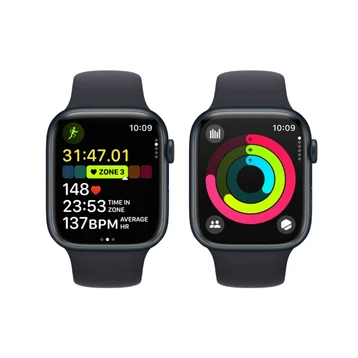 10:09
31:47.01
ZONE 3
148
23:53 TIME IN ZONE
137BPM AVERAGE HR
10:09